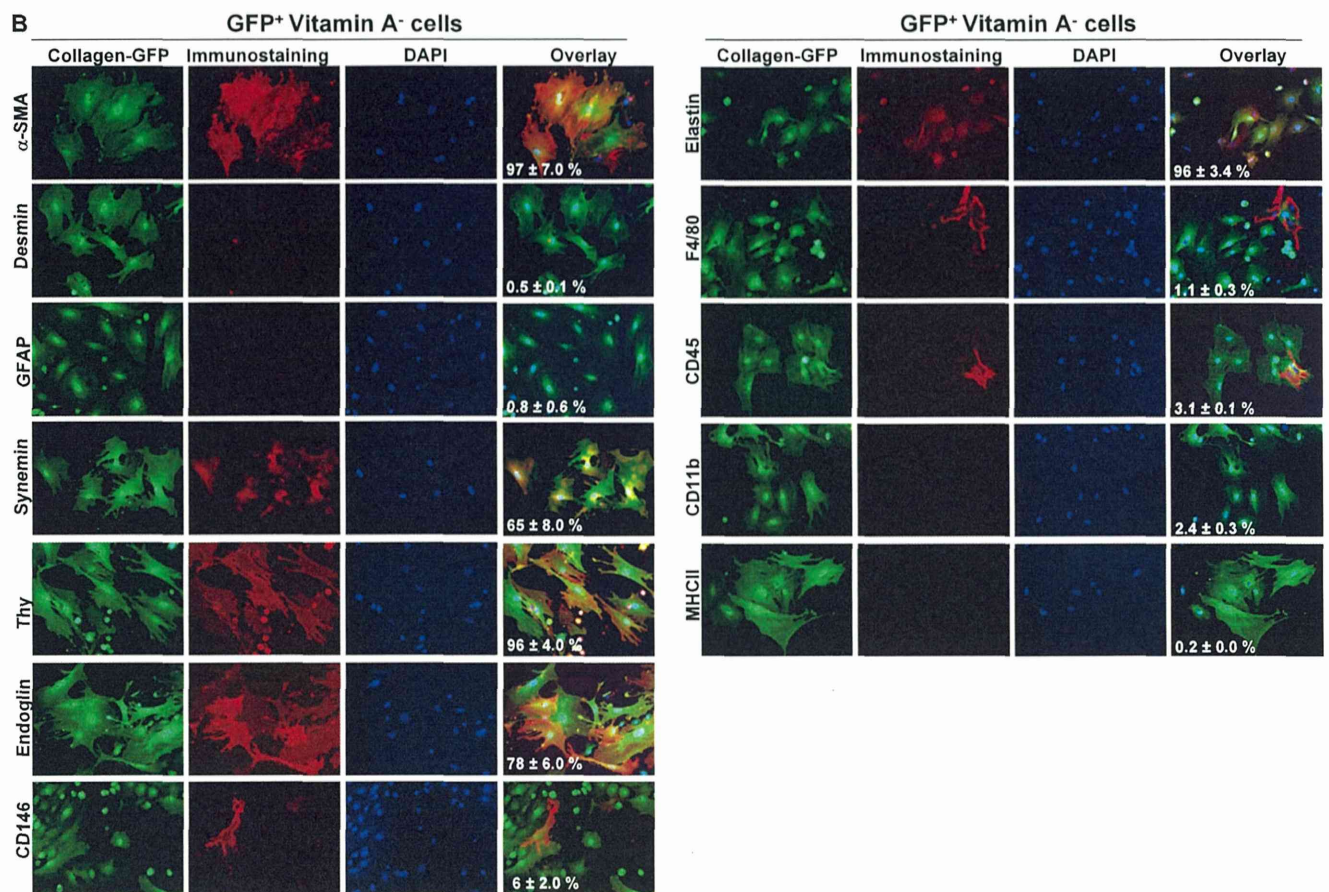 B
GFP+ Vitamin A- cells
Collagen-GFP Immunostaining DAPI Overlay
α-SMA
97 ± 7.0 %
Desmin
0.5 ± 0.1 %
GFAP
0.8 ± 0.6 %
Synemin
65 ± 8.0 %
Thy
96 ± 4.0 %
Endoglin
78 ± 6.0 %
CD146
6 ± 2.0 %
GFP+ Vitamin A- cells
Collagen-GFP Immunostaining DAPI Overlay
Elastin
96 ± 3.4 %
F4/80
1.1 ± 0.3 %
CD45
3.1 ± 0.1 %
CD11b
2.4 ± 0.3 %
MHCII
0.2 ± 0.0 %